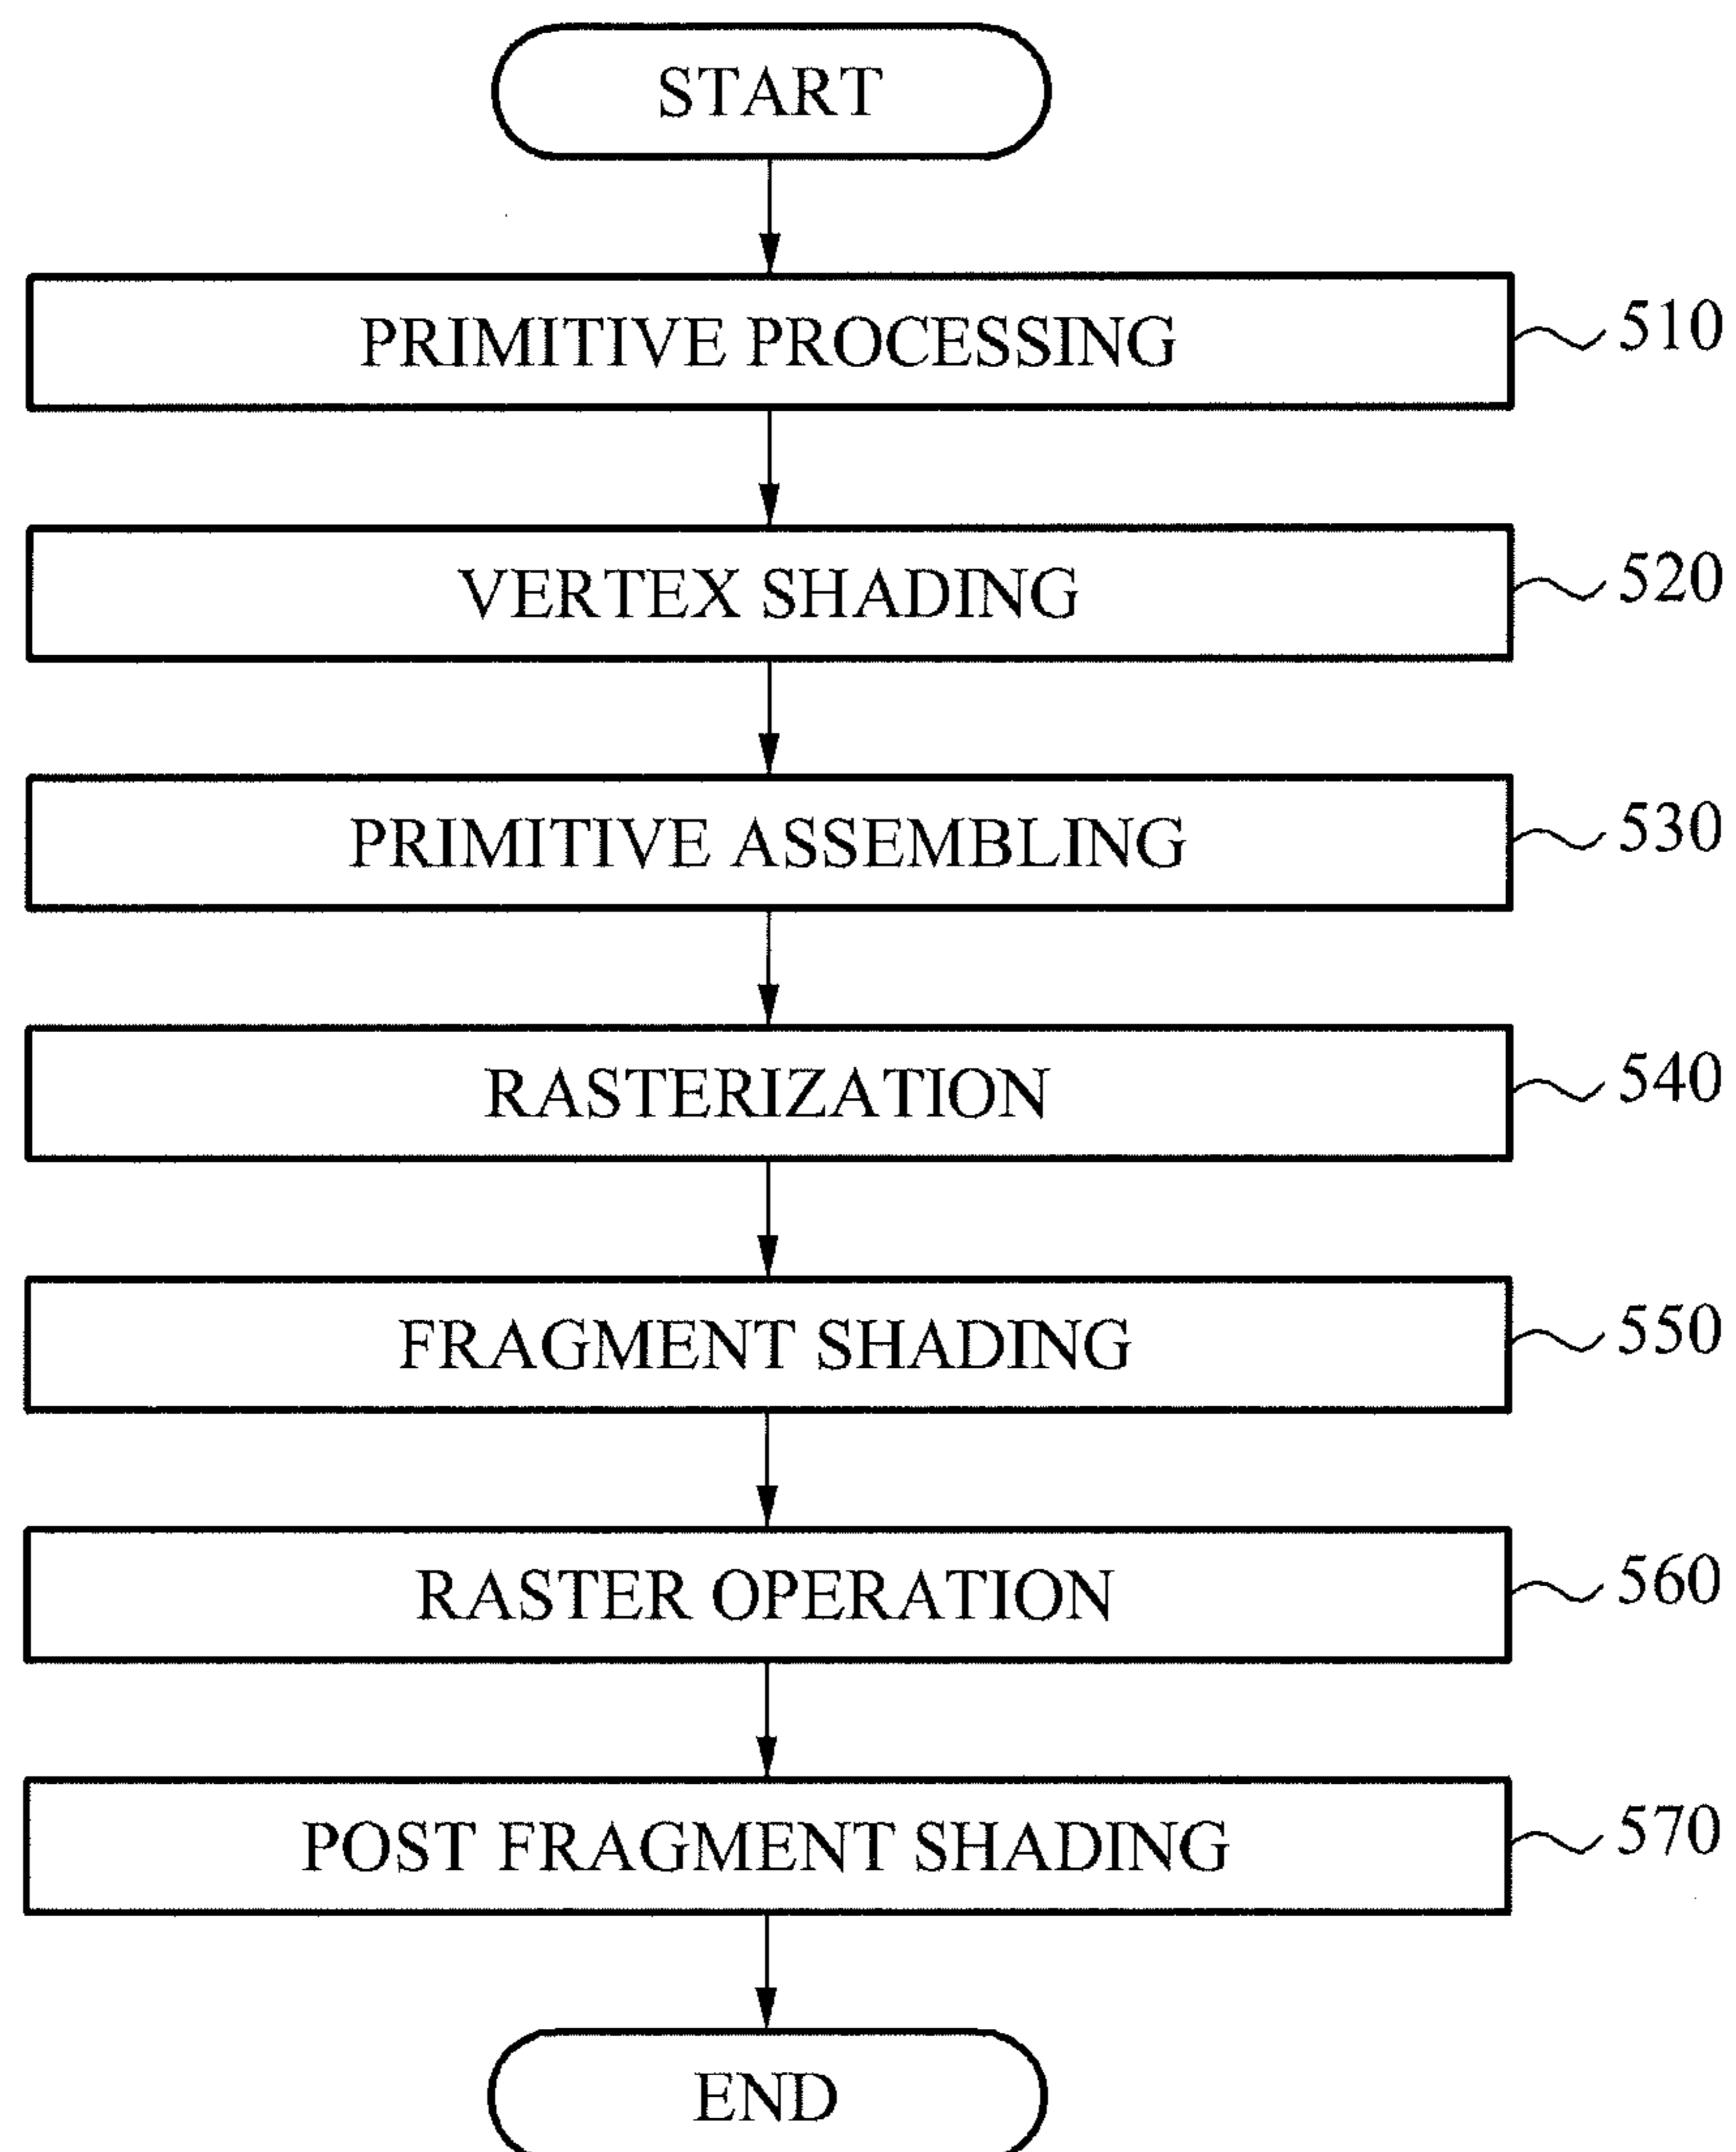 START
PRIMITIVE PROCESSING 510
VERTEX SHADING 520
PRIMITIVE ASSEMBLING 530
RASTERIZATION 540
FRAGMENT SHADING 550
RASTER OPERATION 560
POST FRAGMENT SHADING 570
END